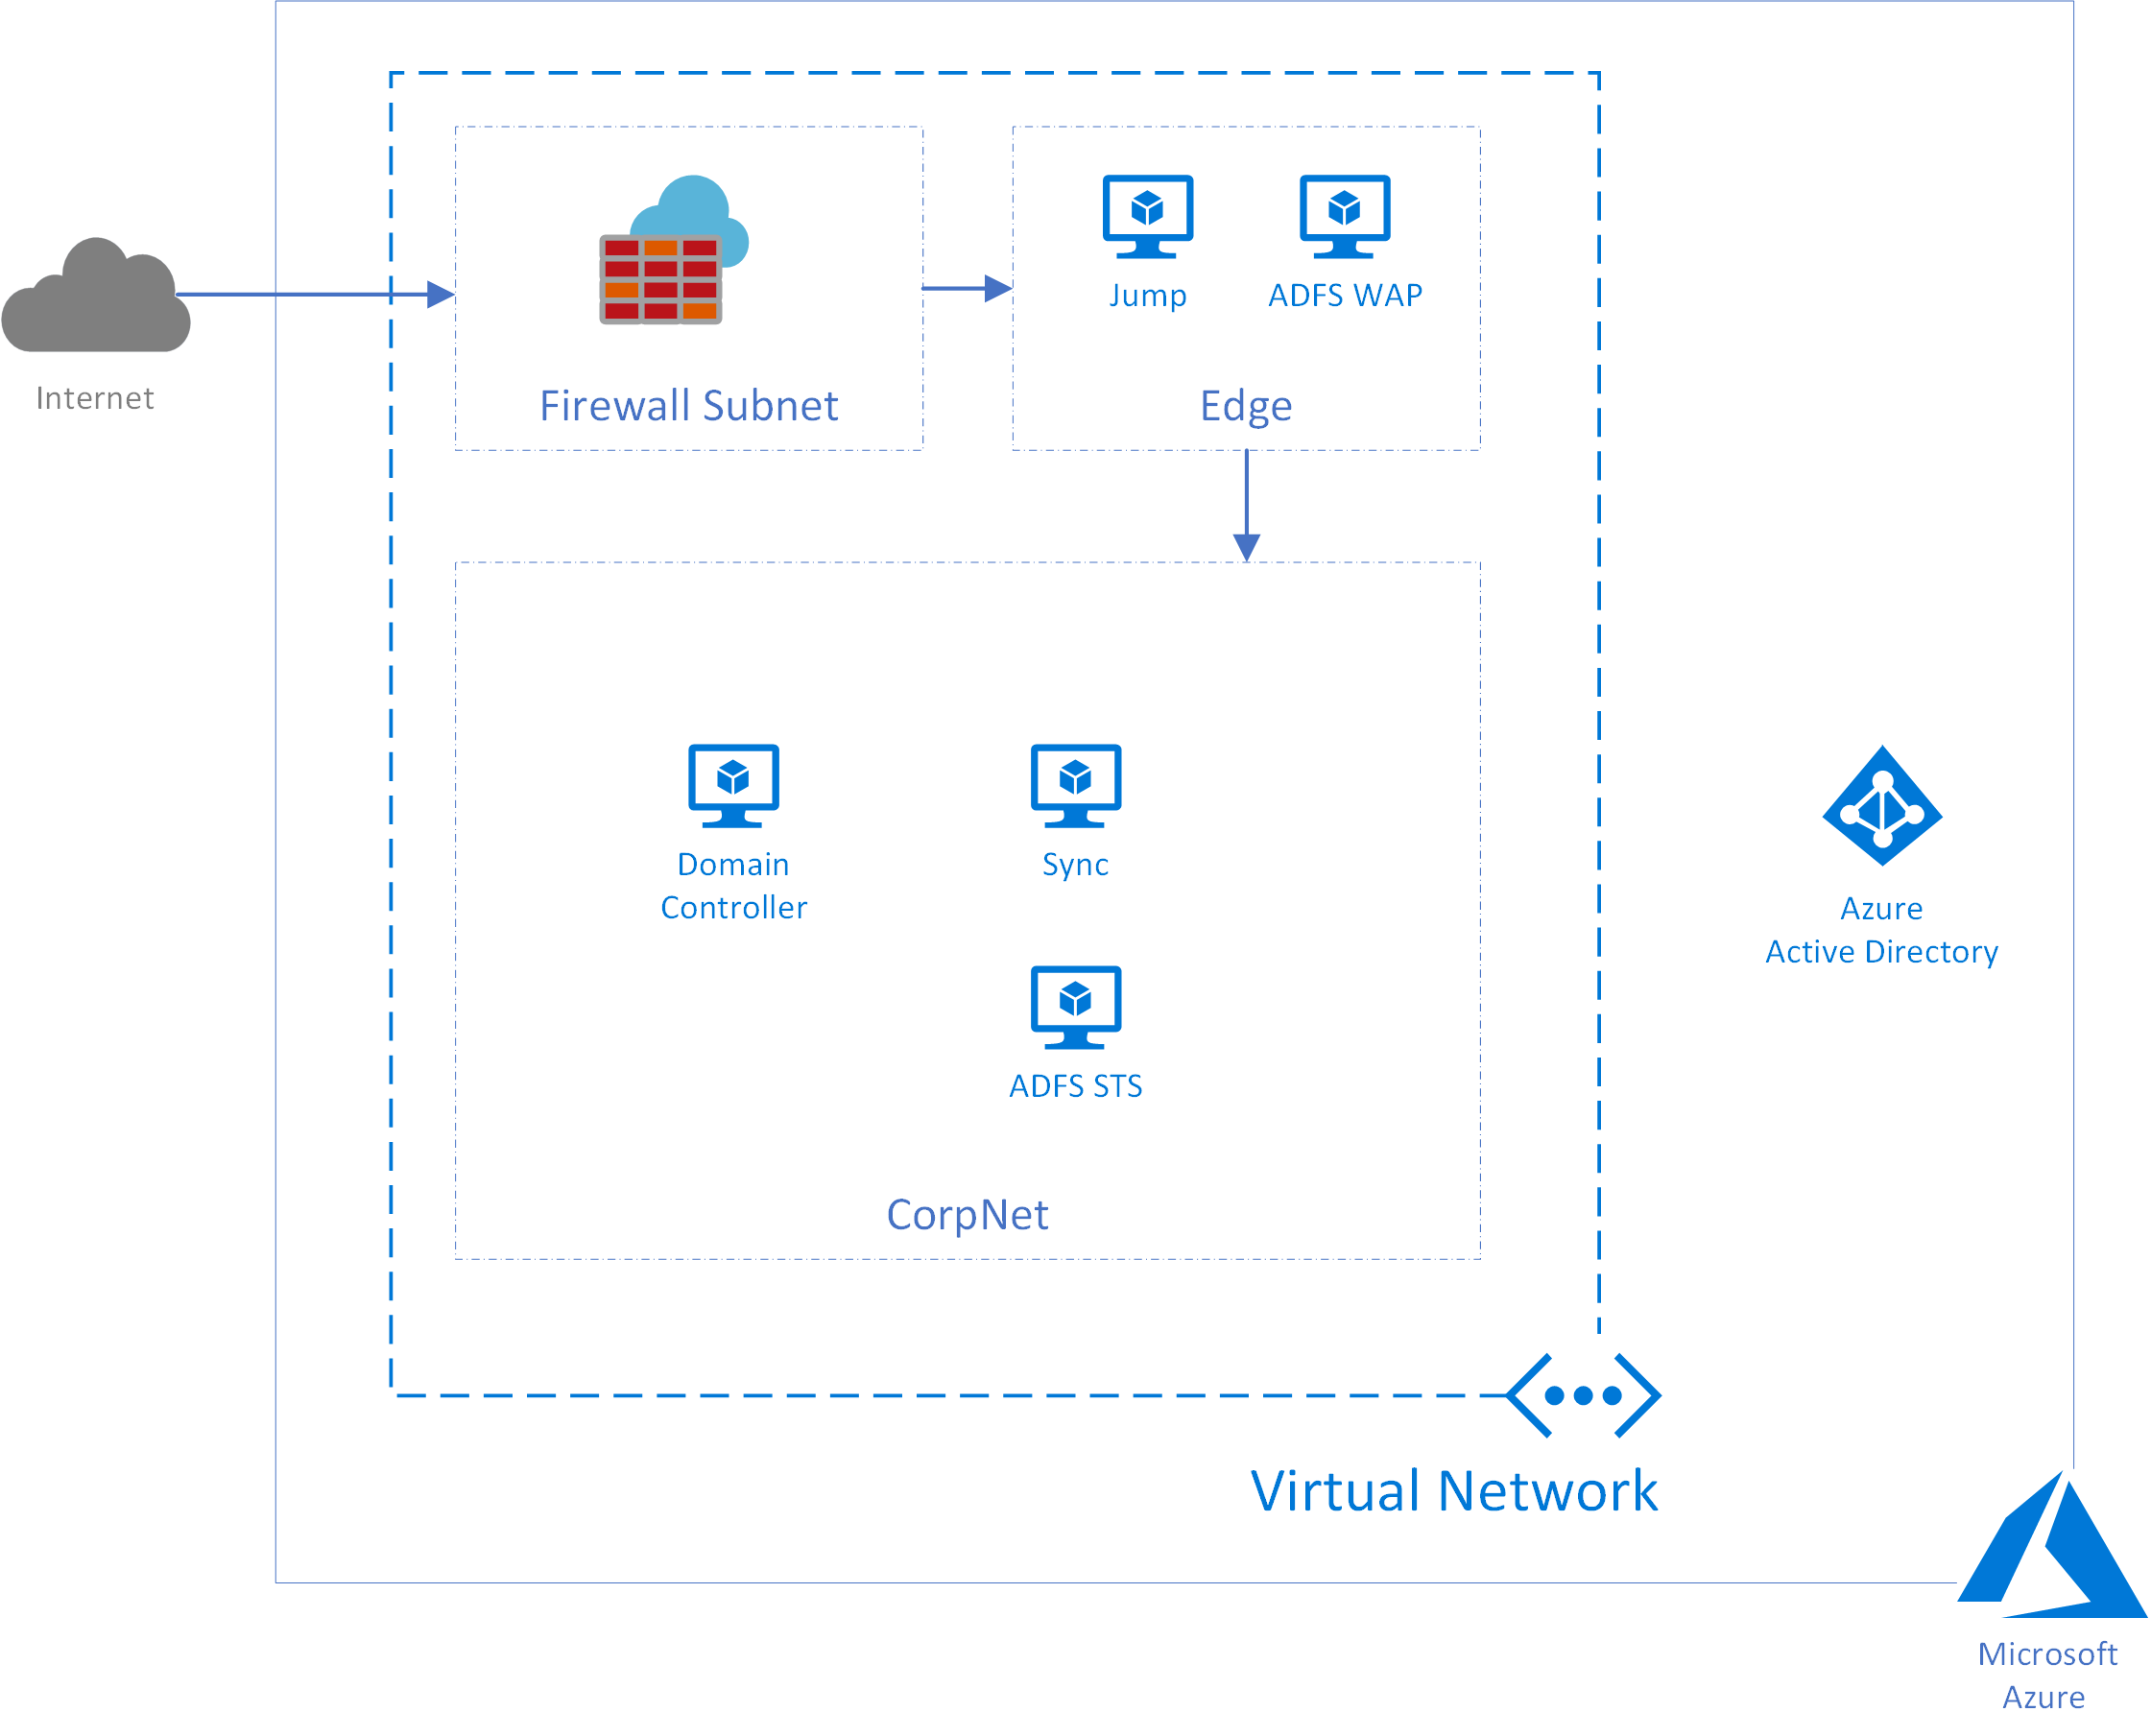 Internet
Firewall Subnet
Jump
ADFS WAP
Edge
Domain
Controller
Sync
ADFS STS
CorpNet
Azure
Active Directory
Virtual Network
Microsoft
Azure